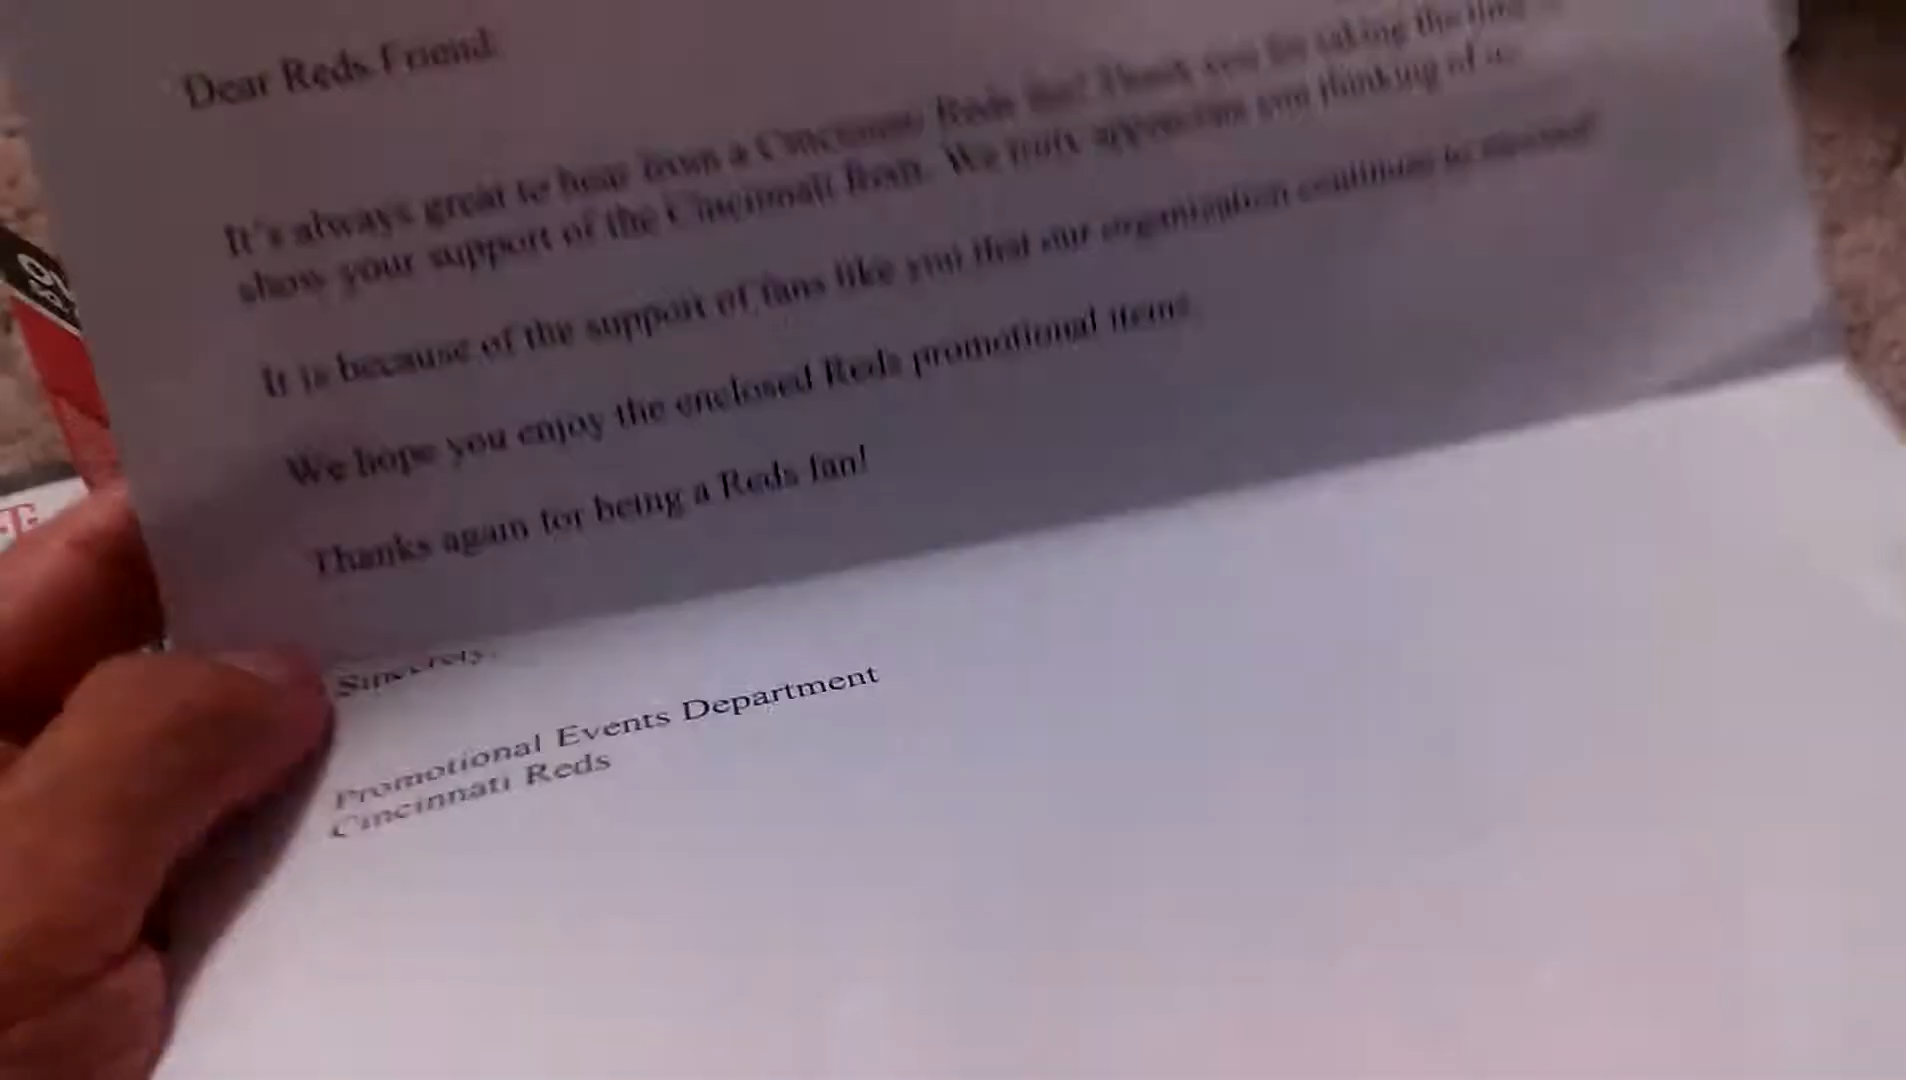 Dear Reds Friend
It's always great to hear from a Cincinnati Reds fan! Thank you for taking the time
show your support of the Cincinnati front. We truly appreciate you thinking of
It is because of the support of fans like you that our organization continues to succeed
We hope you enjoy the enclosed Reds promotional items
Thanks again for being a Reds fan!
Sincerely,
Promotional Events Department
Cincinnati Reds